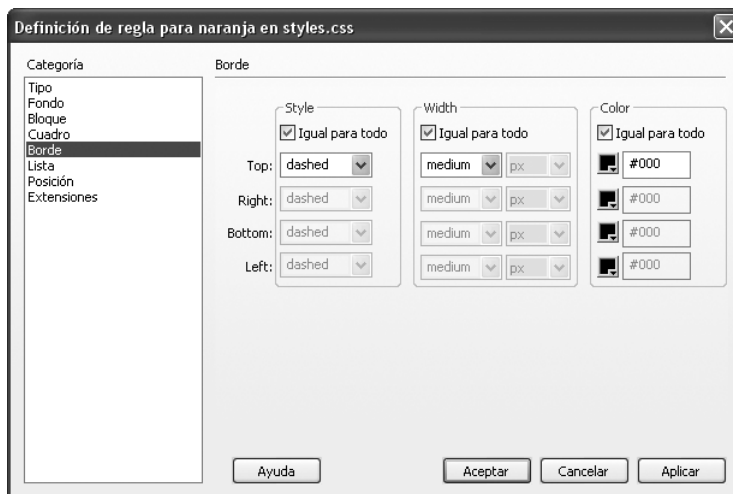 Definición de regla para naranja en styles.css
Categoría
Tipo
Fondo
Bloque
Cuadro
Borde
Lista
Posición
Extensiones
Borde
Style Width Color
Igual para todo Igual para todo Igual para todo
Top: dashed medium px #000
Right: dashed medium px #000
Bottom: dashed medium px #000
Left: dashed medium px #000
Ayuda Aceptar Cancelar Aplicar